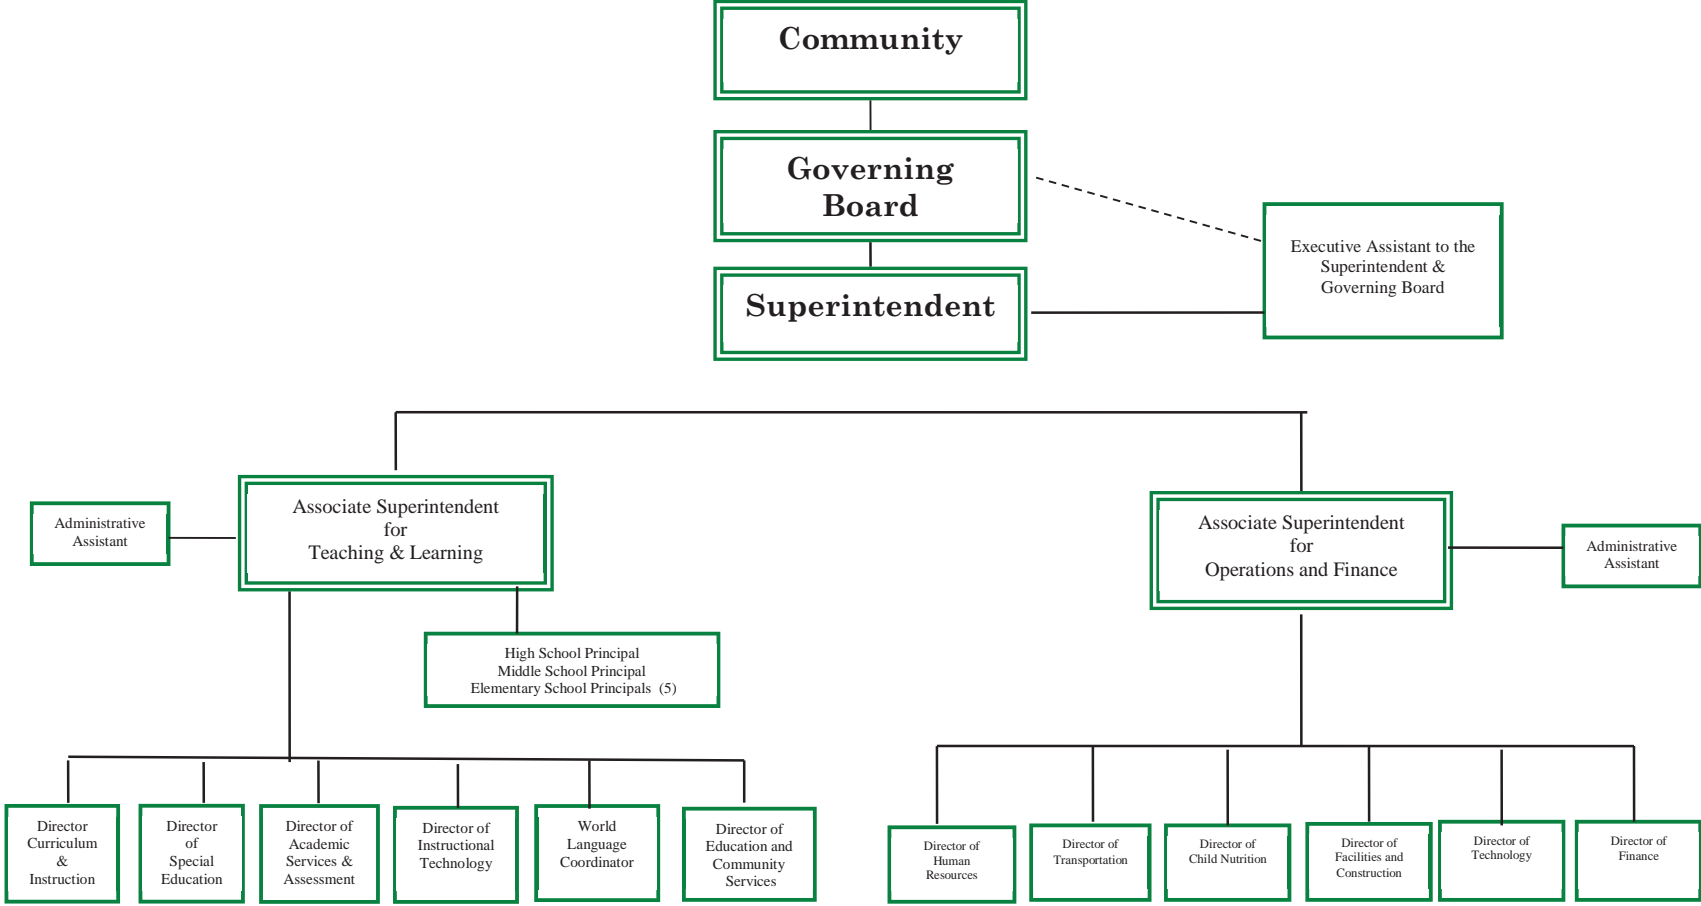 Community
Governing
Board
Executive Assistant to the
Superintendent &
Governing Board
Superintendent
Administrative
Assistant
Associate Superintendent
for
Teaching & Learning
Associate Superintendent
for
Operations and Finance
Administrative
Assistant
High School Principal
Middle School Principal
Elementary School Principals (5)
Director
Curriculum
&
Instruction
Director
of
Special
Education
Director of
Academic
Services &
Assessment
Director of
Instructional
Technology
World
Language
Coordinator
Director of
Education and
Community
Services
Director of
Human
Resources
Director of
Transportation
Director of
Child Nutrition
Director of
Facilities and
Construction
Director of
Technology
Director of
Finance